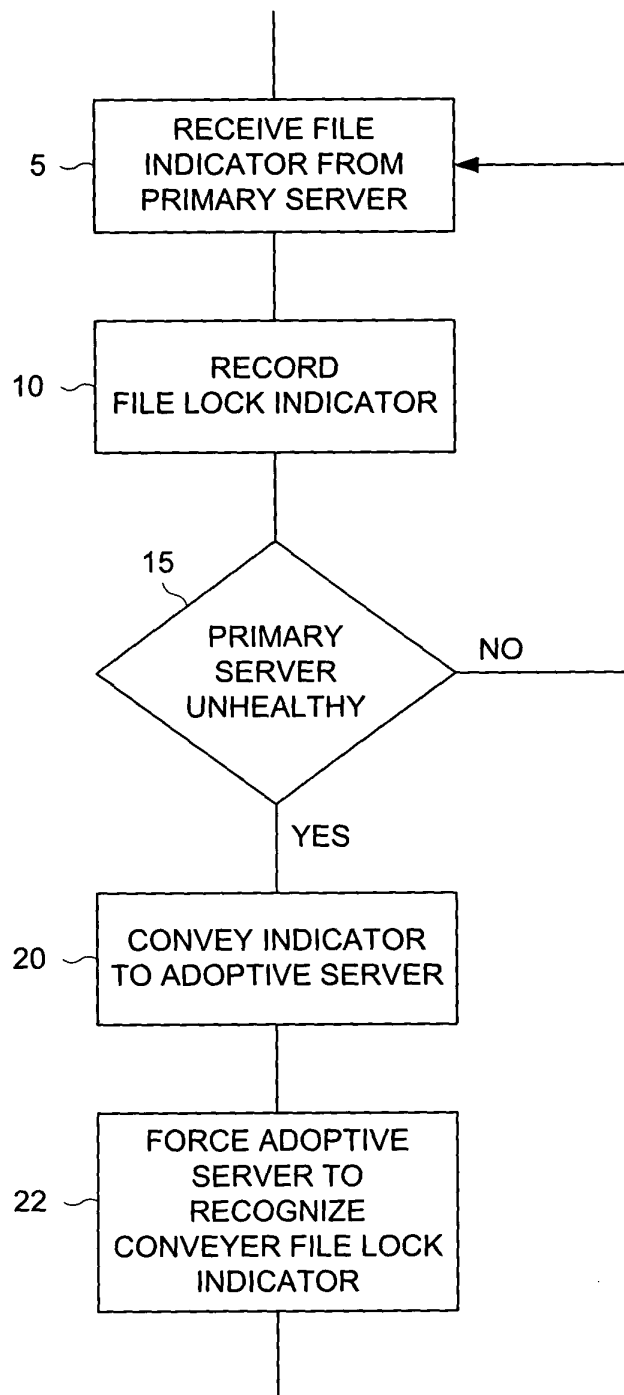 RECEIVE FILE
5
INDICATOR FROM
PRIMARY SERVER
RECORD
10
FILE LOCK INDICATOR
15
PRIMARY
SERVER
UNHEALTHY
NO
YES
CONVEY INDICATOR
20
TO ADOPTIVE SERVER
FORCE ADOPTIVE
SERVER TO
22
RECOGNIZE
CONVEYER FILE LOCK
INDICATOR